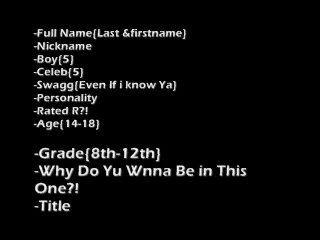 -Full Name{Last &firstname}
-Nickname
-Boy{5}
-Celeb{5}
-Swagg{Even If i know Ya}
-Personality
-Rated R?!
-Age{14-18}
-Grade{8th-12th}
-Why Do Yu Wnna Be in This
One?!
-Title